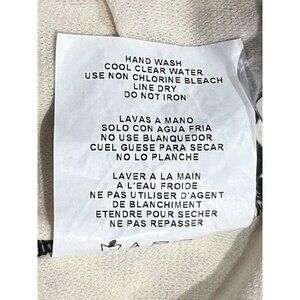 HAND WASH
COOL CLEAR WATER
USE NON CHLORINE BLEACH
LINE DRY
DO NOT IRON
LAVAS A MANO
SOLO CON AGUA FRIA
NO USE BLANQUEDOR
CUEL GUESE PARA SECAR
NO LO PLANCHE
LAVER A LA MAIN
A L'EAU FROIDE
NE PAS UTILISER D'AGENT
DE BLANCHIMENT
ETENDRE POUR SECHER
NE PAS REPASSER